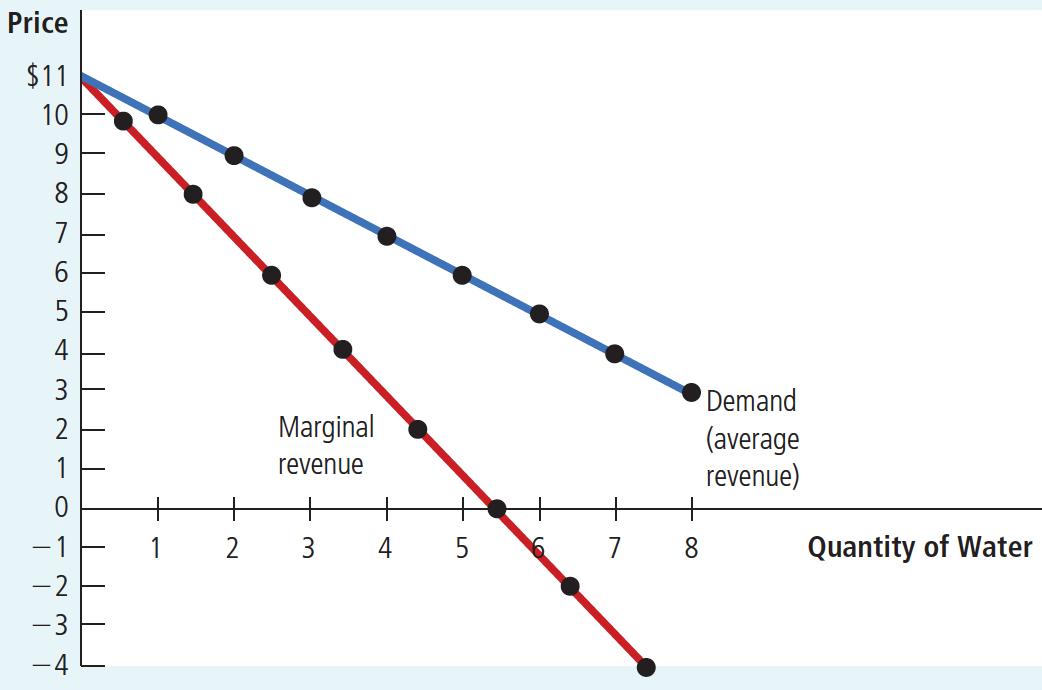 Price
$11
10
9
8
7
6
5
4
3
2
1
0
−1
−2
−3
−4
Marginal
revenue
Demand
(average
revenue)
1 2 3 4 5 6 7 8
Quantity of Water